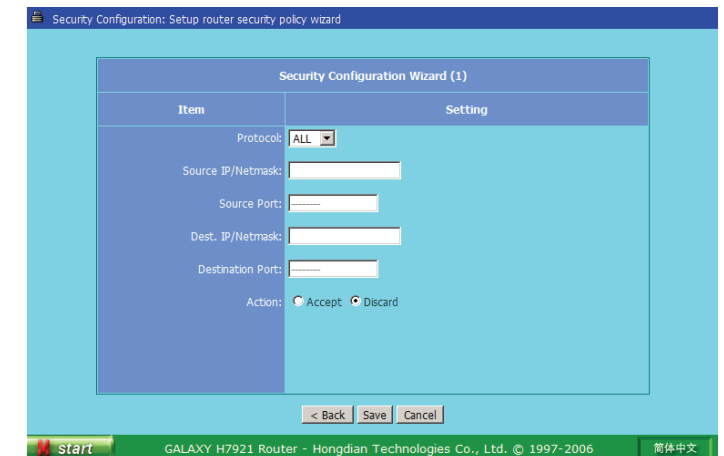 Security Configuration: Setup router security policy wizard
Security Configuration Wizard (1)
Item Setting
Protocol: ALL
Source IP/Netmask:
Source Port: --------
Dest. IP/Netmask:
Destination Port: --------
Action: Accept Discard
< Back Save Cancel
start GALAXY H7921 Router - Hongdian Technologies Co., Ltd. © 1997-2006 简体中文